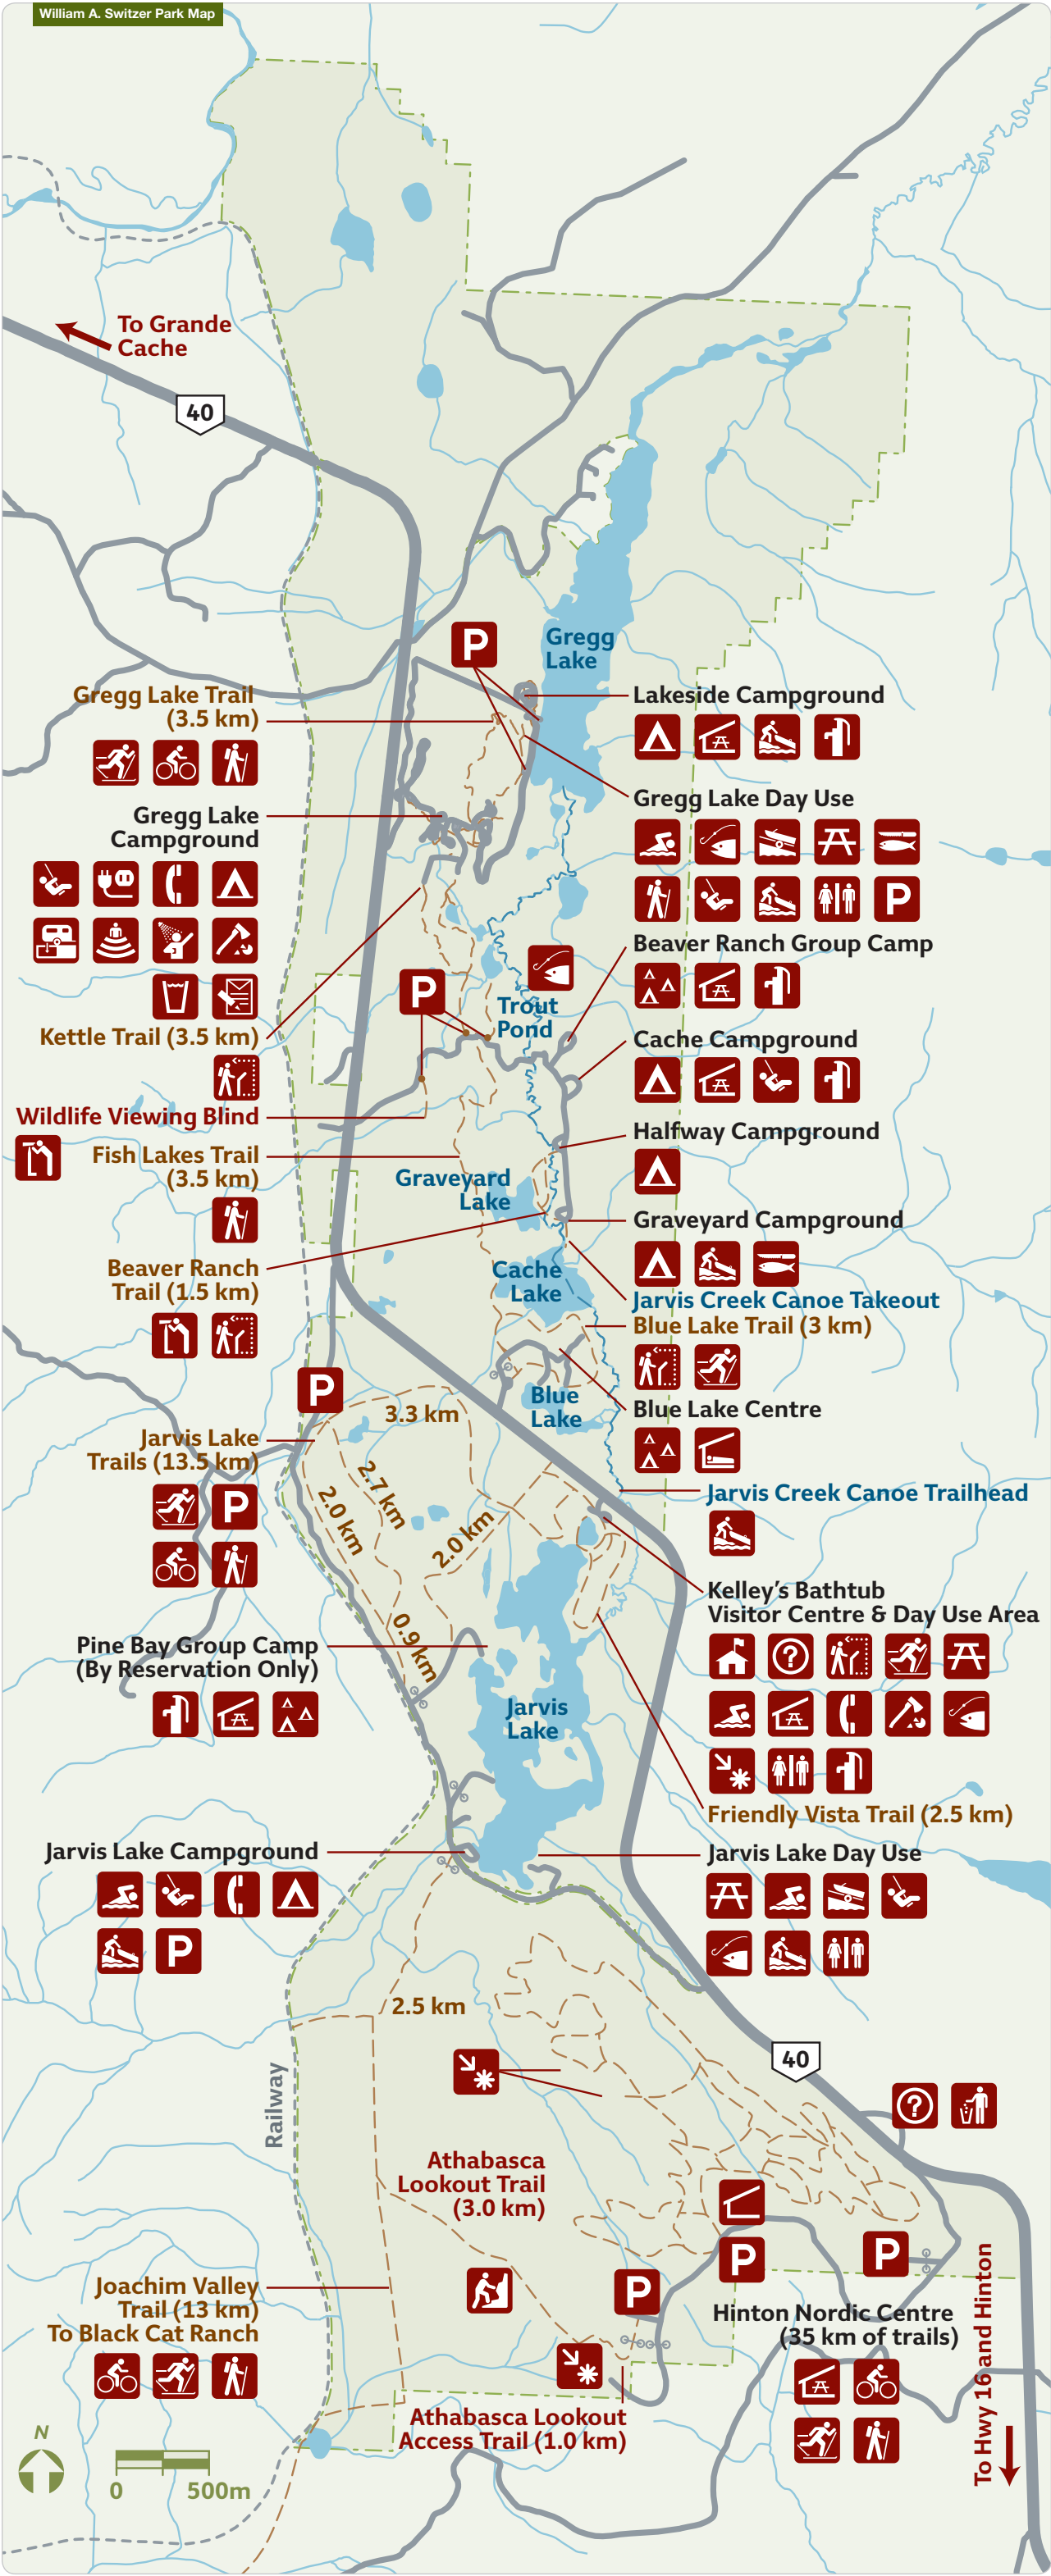 William A. Switzer Park Map
To Grande
Cache
40
P
Gregg
Lake
Gregg Lake Trail
(3.5 km)
Lakeside Campground
Gregg Lake Day Use
P
Gregg Lake
Campground
Beaver Ranch Group Camp
P
Trout
Pond
Kettle Trail (3.5 km)
Cache Campground
Wildlife Viewing Blind
Halfway Campground
Fish Lakes Trail
(3.5 km)
Graveyard
Lake
Graveyard Campground
Beaver Ranch
Trail (1.5 km)
Cache
Lake
Jarvis Creek Canoe Takeout
Blue Lake Trail (3 km)
P
3.3 km
Blue
Lake
Blue Lake Centre
Jarvis Lake
Trails (13.5 km)
P
2.7 km
2.0 km
2.0 km
Jarvis Creek Canoe Trailhead
Kelley's Bathtub
Visitor Centre & Day Use Area
?
0.9 km
Pine Bay Group Camp
(By Reservation Only)
Jarvis
Lake
Friendly Vista Trail (2.5 km)
Jarvis Lake Campground
P
Jarvis Lake Day Use
2.5 km
40
?
Railway
Athabasca
Lookout Trail
(3.0 km)
P
P
P
Joachim Valley
Trail (13 km)
To Black Cat Ranch
Hinton Nordic Centre
(35 km of trails)
To Hwy 16 and Hinton
Athabasca Lookout
Access Trail (1.0 km)
N
0 500m